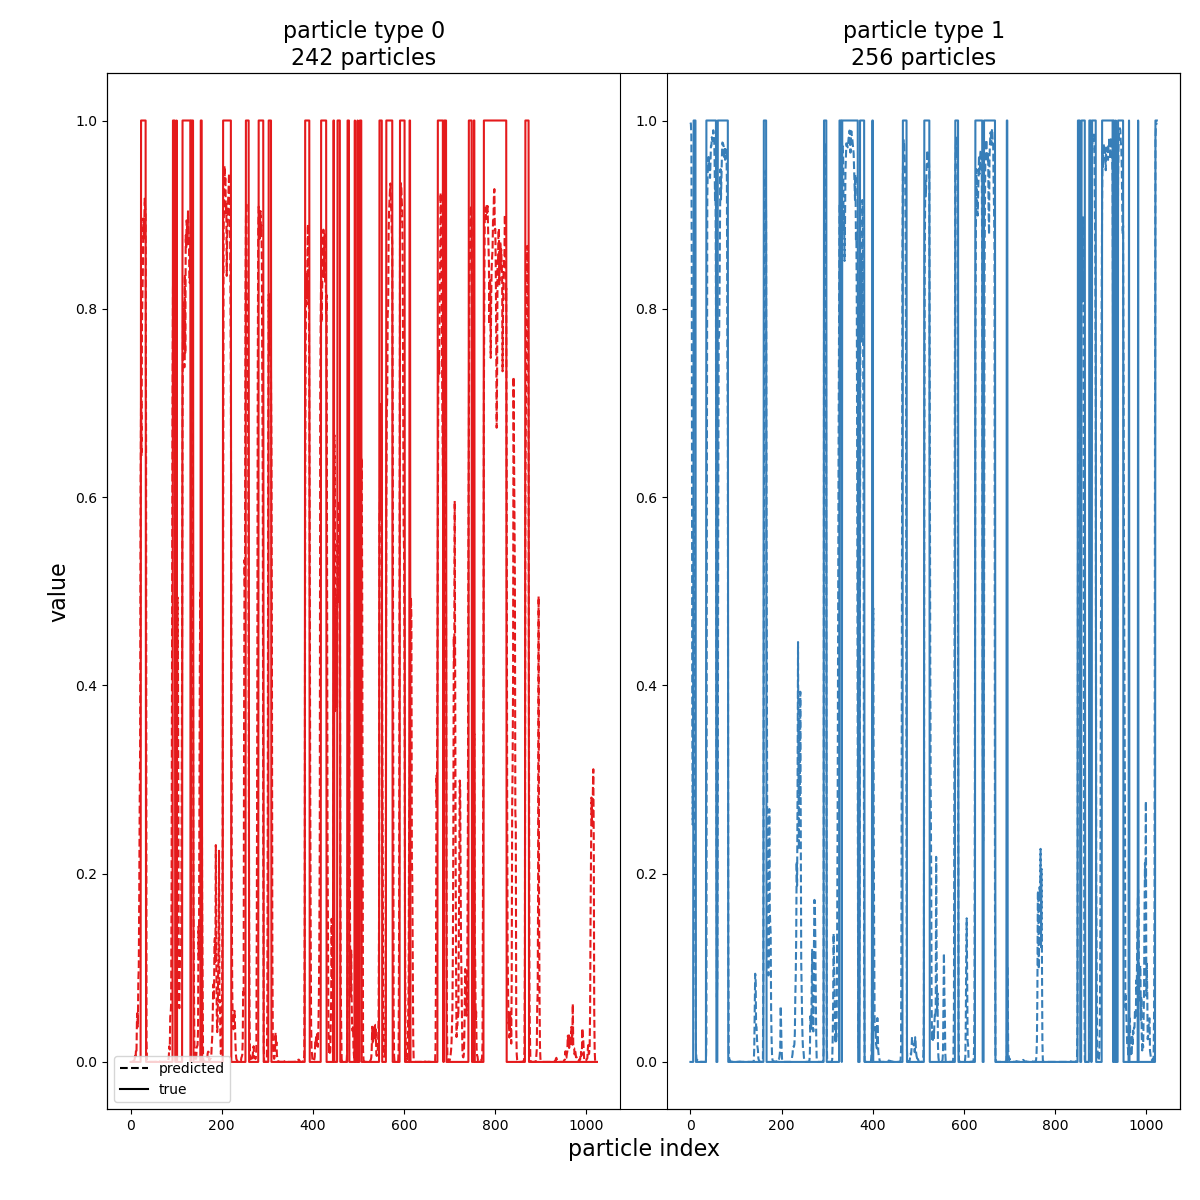 particle type 0
242 particles
particle type 1
256 particles
1.0
0.8
0.6
0.4
0.2
0.0
value
predicted
true
0 200 400 600 800 1000
0 200 400 600 800 1000
particle index